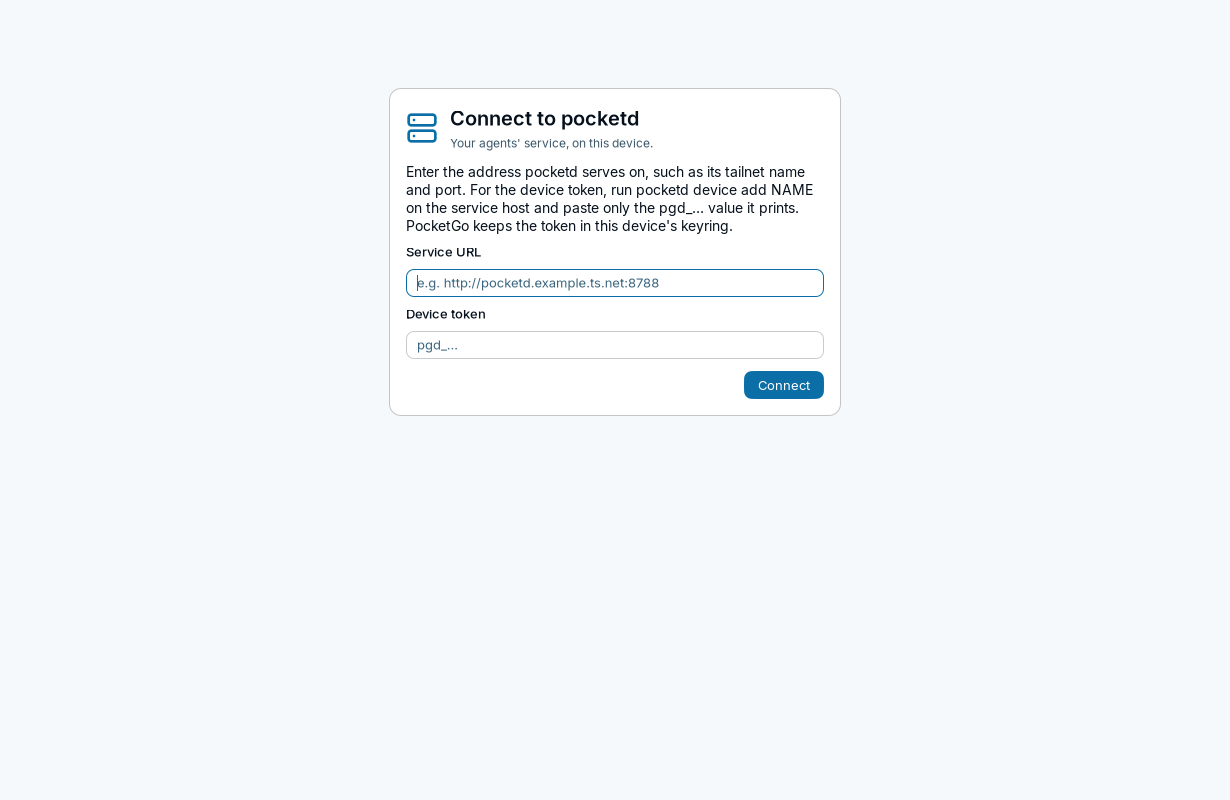 Connect to pocketd
Your agents' service, on this device.
Enter the address pocketd serves on, such as its tailnet name
and port. For the device token, run pocketd device add NAME
on the service host and paste only the pgd_... value it prints.
PocketGo keeps the token in this device's keyring.
Service URL
e.g. http://pocketd.example.ts.net:8788
Device token
pgd_...
Connect